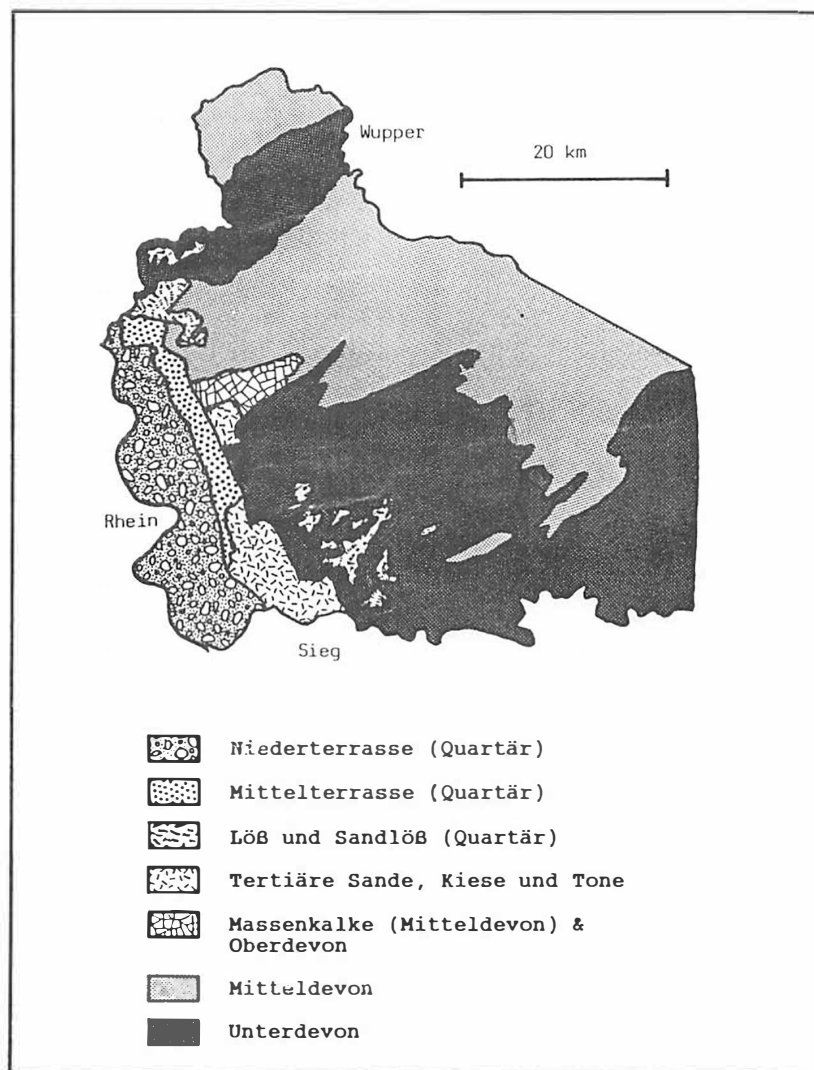 Wupper
20 km
Rhein
Sieg
Niederterrasse (Quartär)
Mittelterrasse (Quartär)
Löß und Sandlöß (Quartär)
Tertiäre Sande, Kiese und Tone
Massenkalke (Mitteldevon) &
Oberdevon
Mitteldevon
Unterdevon